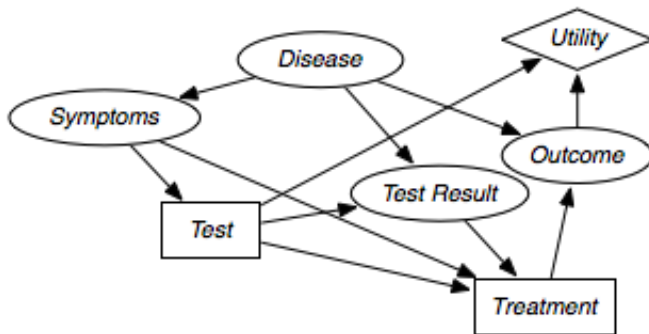 Utility
Disease
Symptoms
Outcome
Test Result
Test
Treatment